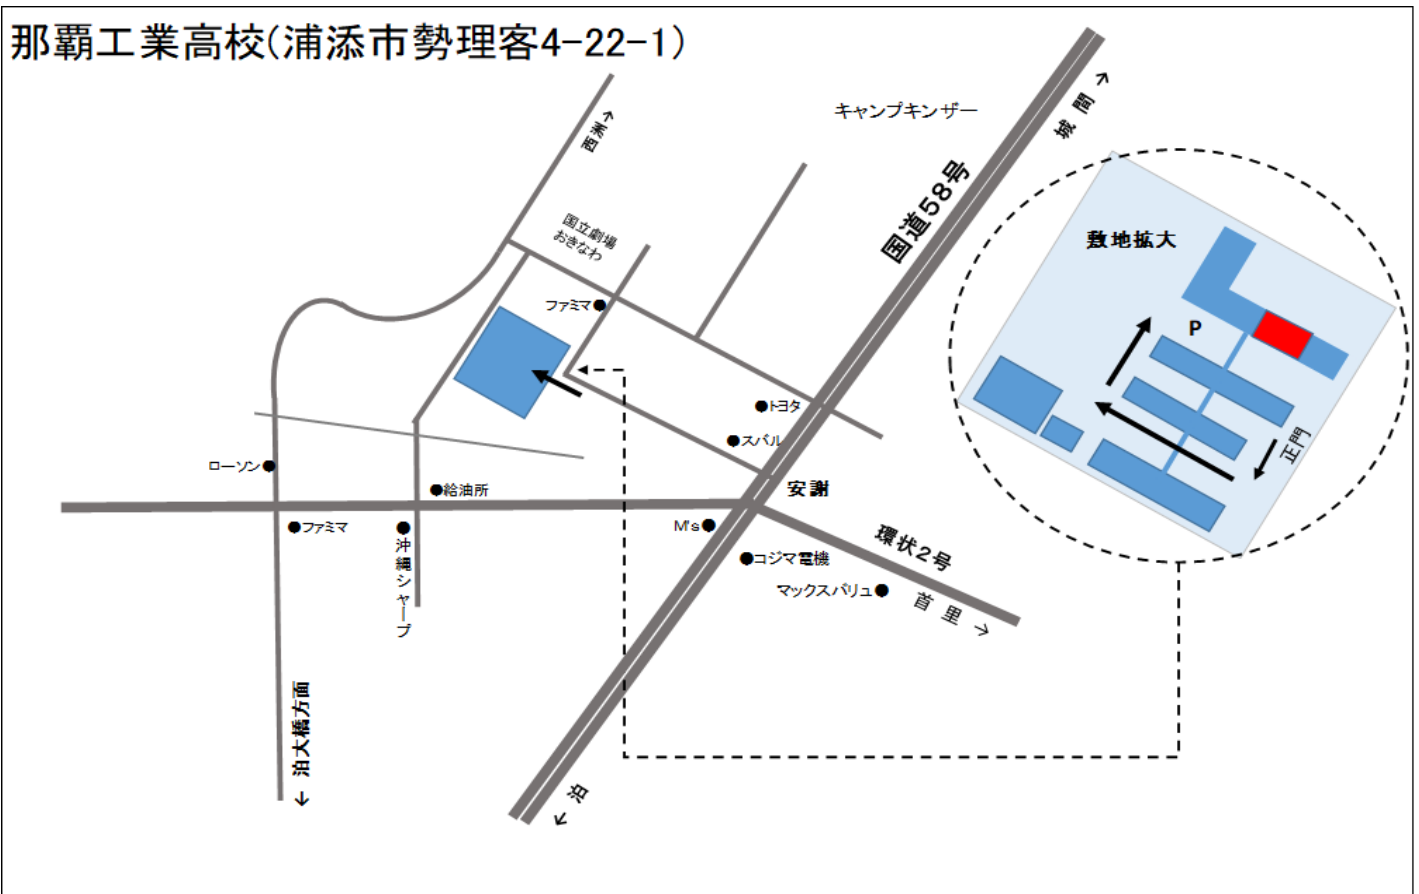 那覇工業高校(浦添市勢理客4-22-1)
キャンプキンザー
城間→
西洲→
国道58号
国立劇場
おきなわ
敷地拡大
ファミマ●
P
●トヨタ
●スバル
正門
ローソン●
●給油所
安謝
●ファミマ
●沖縄シャープ
M's●
環状2号
●コジマ電機
マックスバリュ●
首里→
←泊大橋方面
←泊